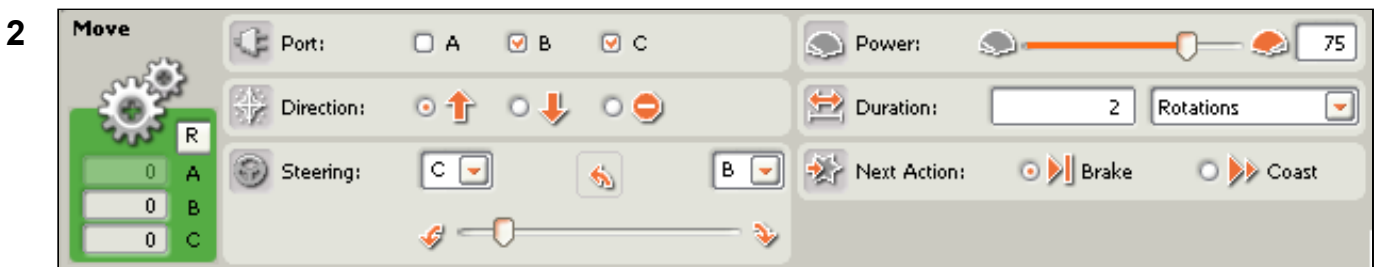 2
Move
R
0 A
0 B
0 C
Port: A B C
Direction:
Steering: C B
Power: 75
Duration: 2 Rotations
Next Action: Brake Coast